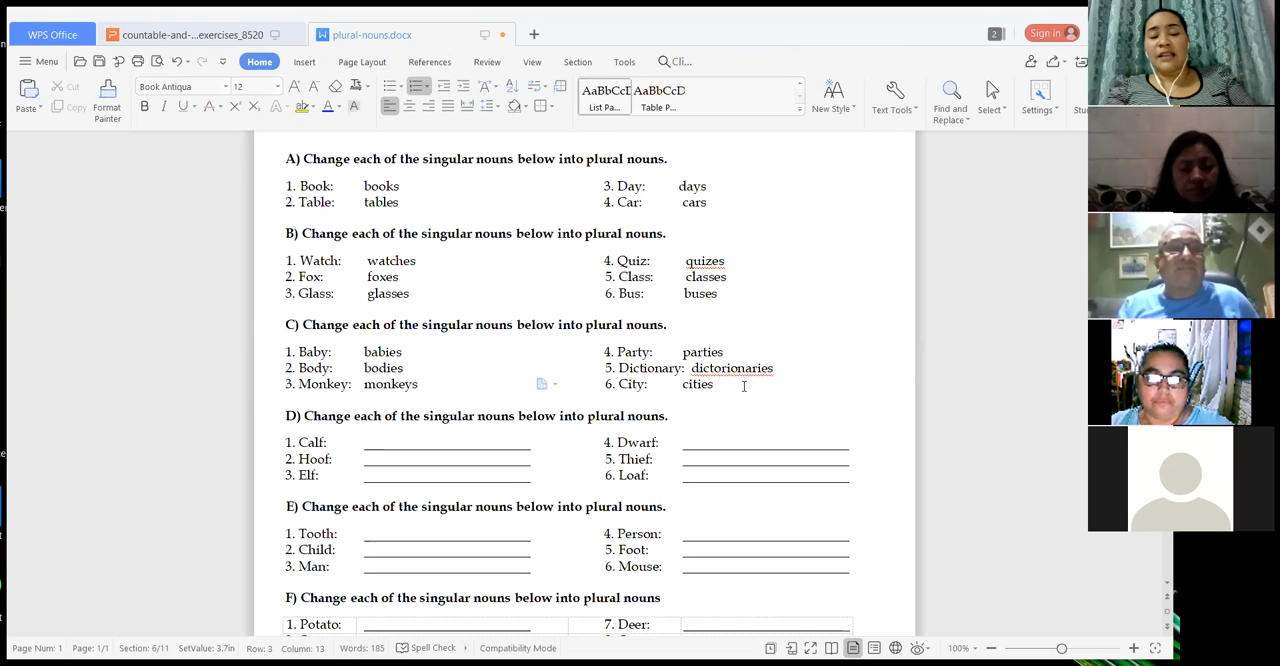 WPS Office
countable-and-...exercises_8520
plural-nouns.docx
2
Sign in
Menu
Home
Insert
Page Layout
References
Review
View
Section
Tools
Cli...
Paste
Cut
Copy
Format Painter
Book Antiqua
12
AaBbCcD
List Pa...
AaBbCcD
Table P...
New Style
Text Tools
Find and Replace
Select
Settings
A) Change each of the singular nouns below into plural nouns.
1. Book: books 3. Day: days
2. Table: tables 4. Car: cars
B) Change each of the singular nouns below into plural nouns.
1. Watch: watches 4. Quiz: quizes
2. Fox: foxes 5. Class: classes
3. Glass: glasses 6. Bus: buses
C) Change each of the singular nouns below into plural nouns.
1. Baby: babies 4. Party: parties
2. Body: bodies 5. Dictionary: dictorionaries
3. Monkey: monkeys 6. City: cities
D) Change each of the singular nouns below into plural nouns.
1. Calf: 4. Dwarf:
2. Hoof: 5. Thief:
3. Elf: 6. Loaf:
E) Change each of the singular nouns below into plural nouns.
1. Tooth: 4. Person:
2. Child: 5. Foot:
3. Man: 6. Mouse:
F) Change each of the singular nouns below into plural nouns
1. Potato: 7. Deer:
Page Num: 1 Page: 1/1 Section: 6/11 SetValue: 3.7in Row: 3 Column: 13 Words: 185 Spell Check Compatibility Mode 100%